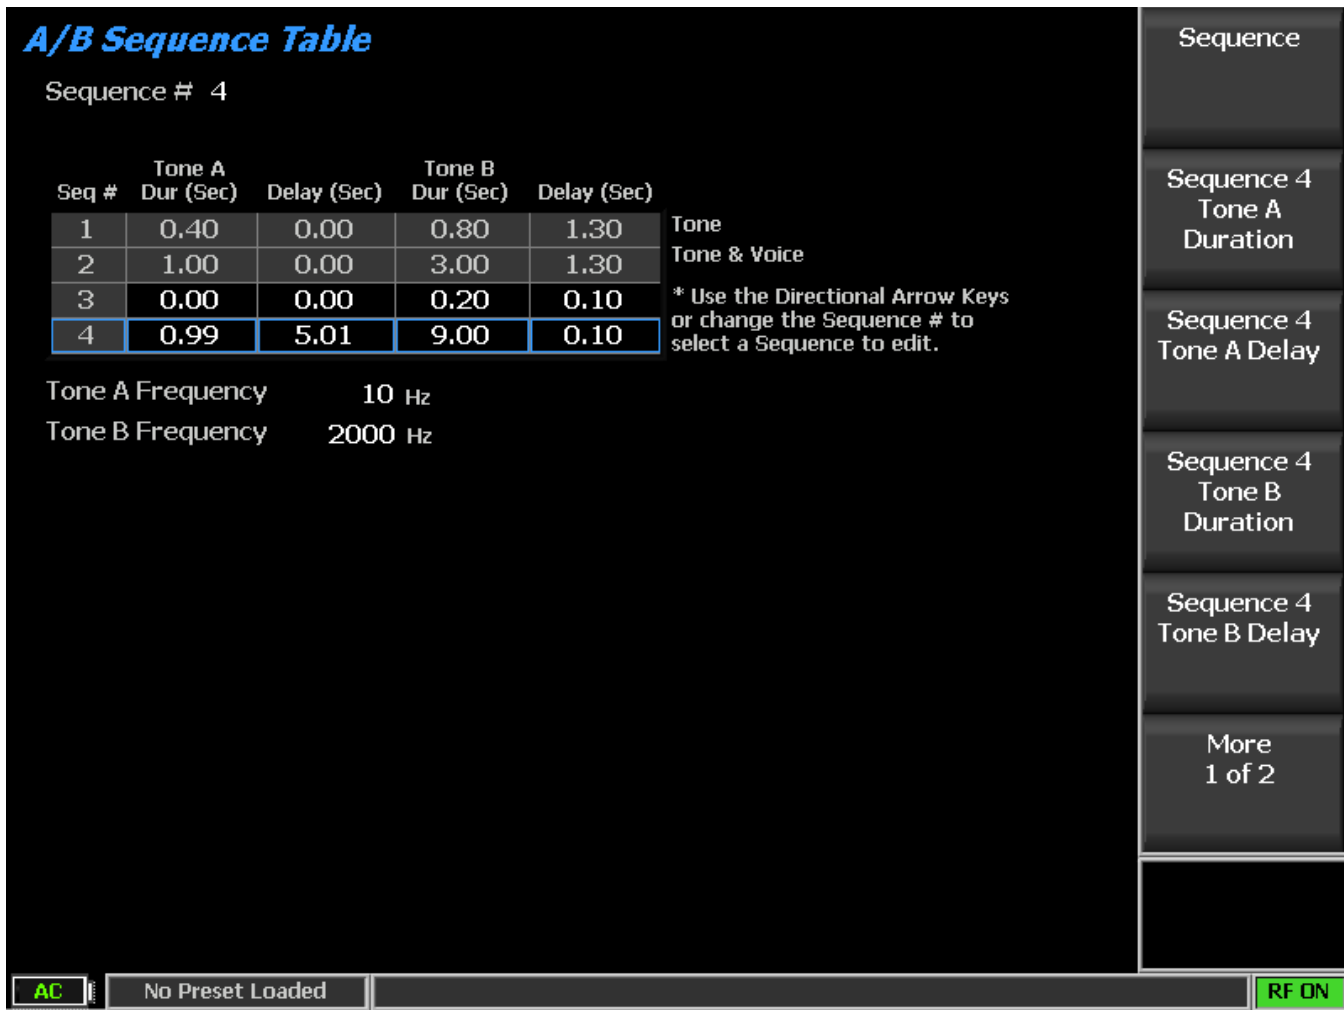 A/B Sequence Table
Sequence # 4
Tone A Tone B
Seq # Dur (Sec) Delay (Sec) Dur (Sec) Delay (Sec)
1 0.40 0.00 0.80 1.30 Tone
2 1.00 0.00 3.00 1.30 Tone & Voice
3 0.00 0.00 0.20 0.10
4 0.99 5.01 9.00 0.10
* Use the Directional Arrow Keys
or change the Sequence # to
select a Sequence to edit.
Tone A Frequency 10 Hz
Tone B Frequency 2000 Hz
Sequence
Sequence 4
Tone A
Duration
Sequence 4
Tone A Delay
Sequence 4
Tone B
Duration
Sequence 4
Tone B Delay
More
1 of 2
AC No Preset Loaded RF ON